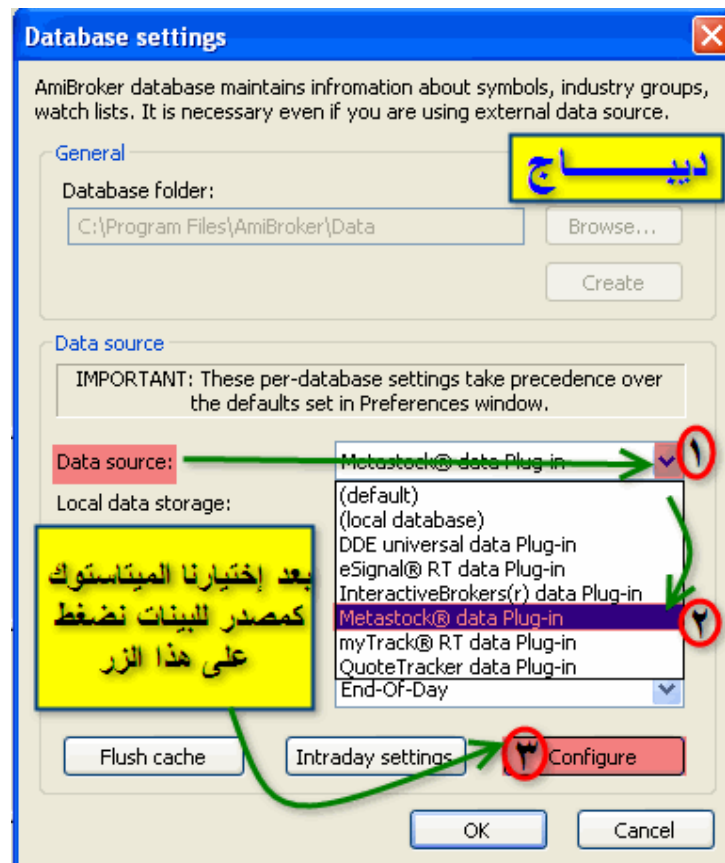 Database settings
AmiBroker database maintains infromation about symbols, industry groups,
watch lists. It is necessary even if you are using external data source.
General
ديبـــــاج
Database folder:
C:\Program Files\AmiBroker\Data
Browse...
Create
Data source
IMPORTANT: These per-database settings take precedence over
the defaults set in Preferences window.
Data source:
Metastock® data Plug-in
١
Local data storage:
(default)
(local database)
DDE universal data Plug-in
eSignal® RT data Plug-in
InteractiveBrokers(r) data Plug-in
Metastock® data Plug-in
٢
myTrack® RT data Plug-in
QuoteTracker data Plug-in
End-Of-Day
بعد إختيارنا الميتاستوك
كمصدر للبينات نضغط
على هذا الزر
Flush cache
Intraday settings
٣
Configure
OK
Cancel